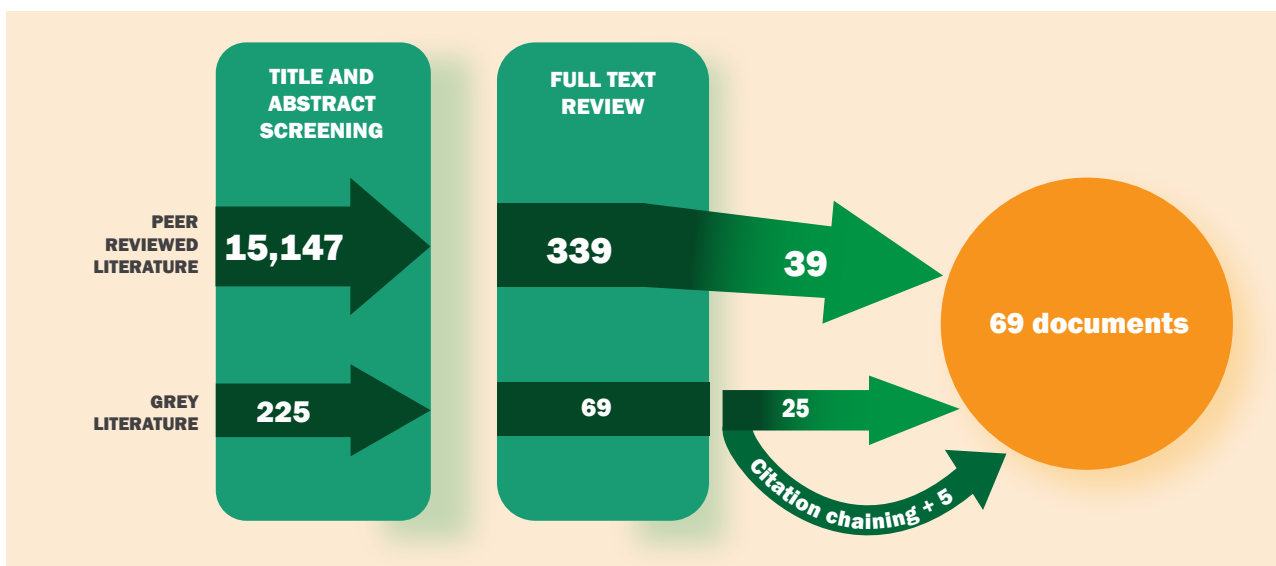 TITLE AND
ABSTRACT
SCREENING
FULL TEXT
REVIEW
PEER
REVIEWED
LITERATURE
15,147
339
39
69 documents
GREY
LITERATURE
225
69
25
Citation chaining + 5